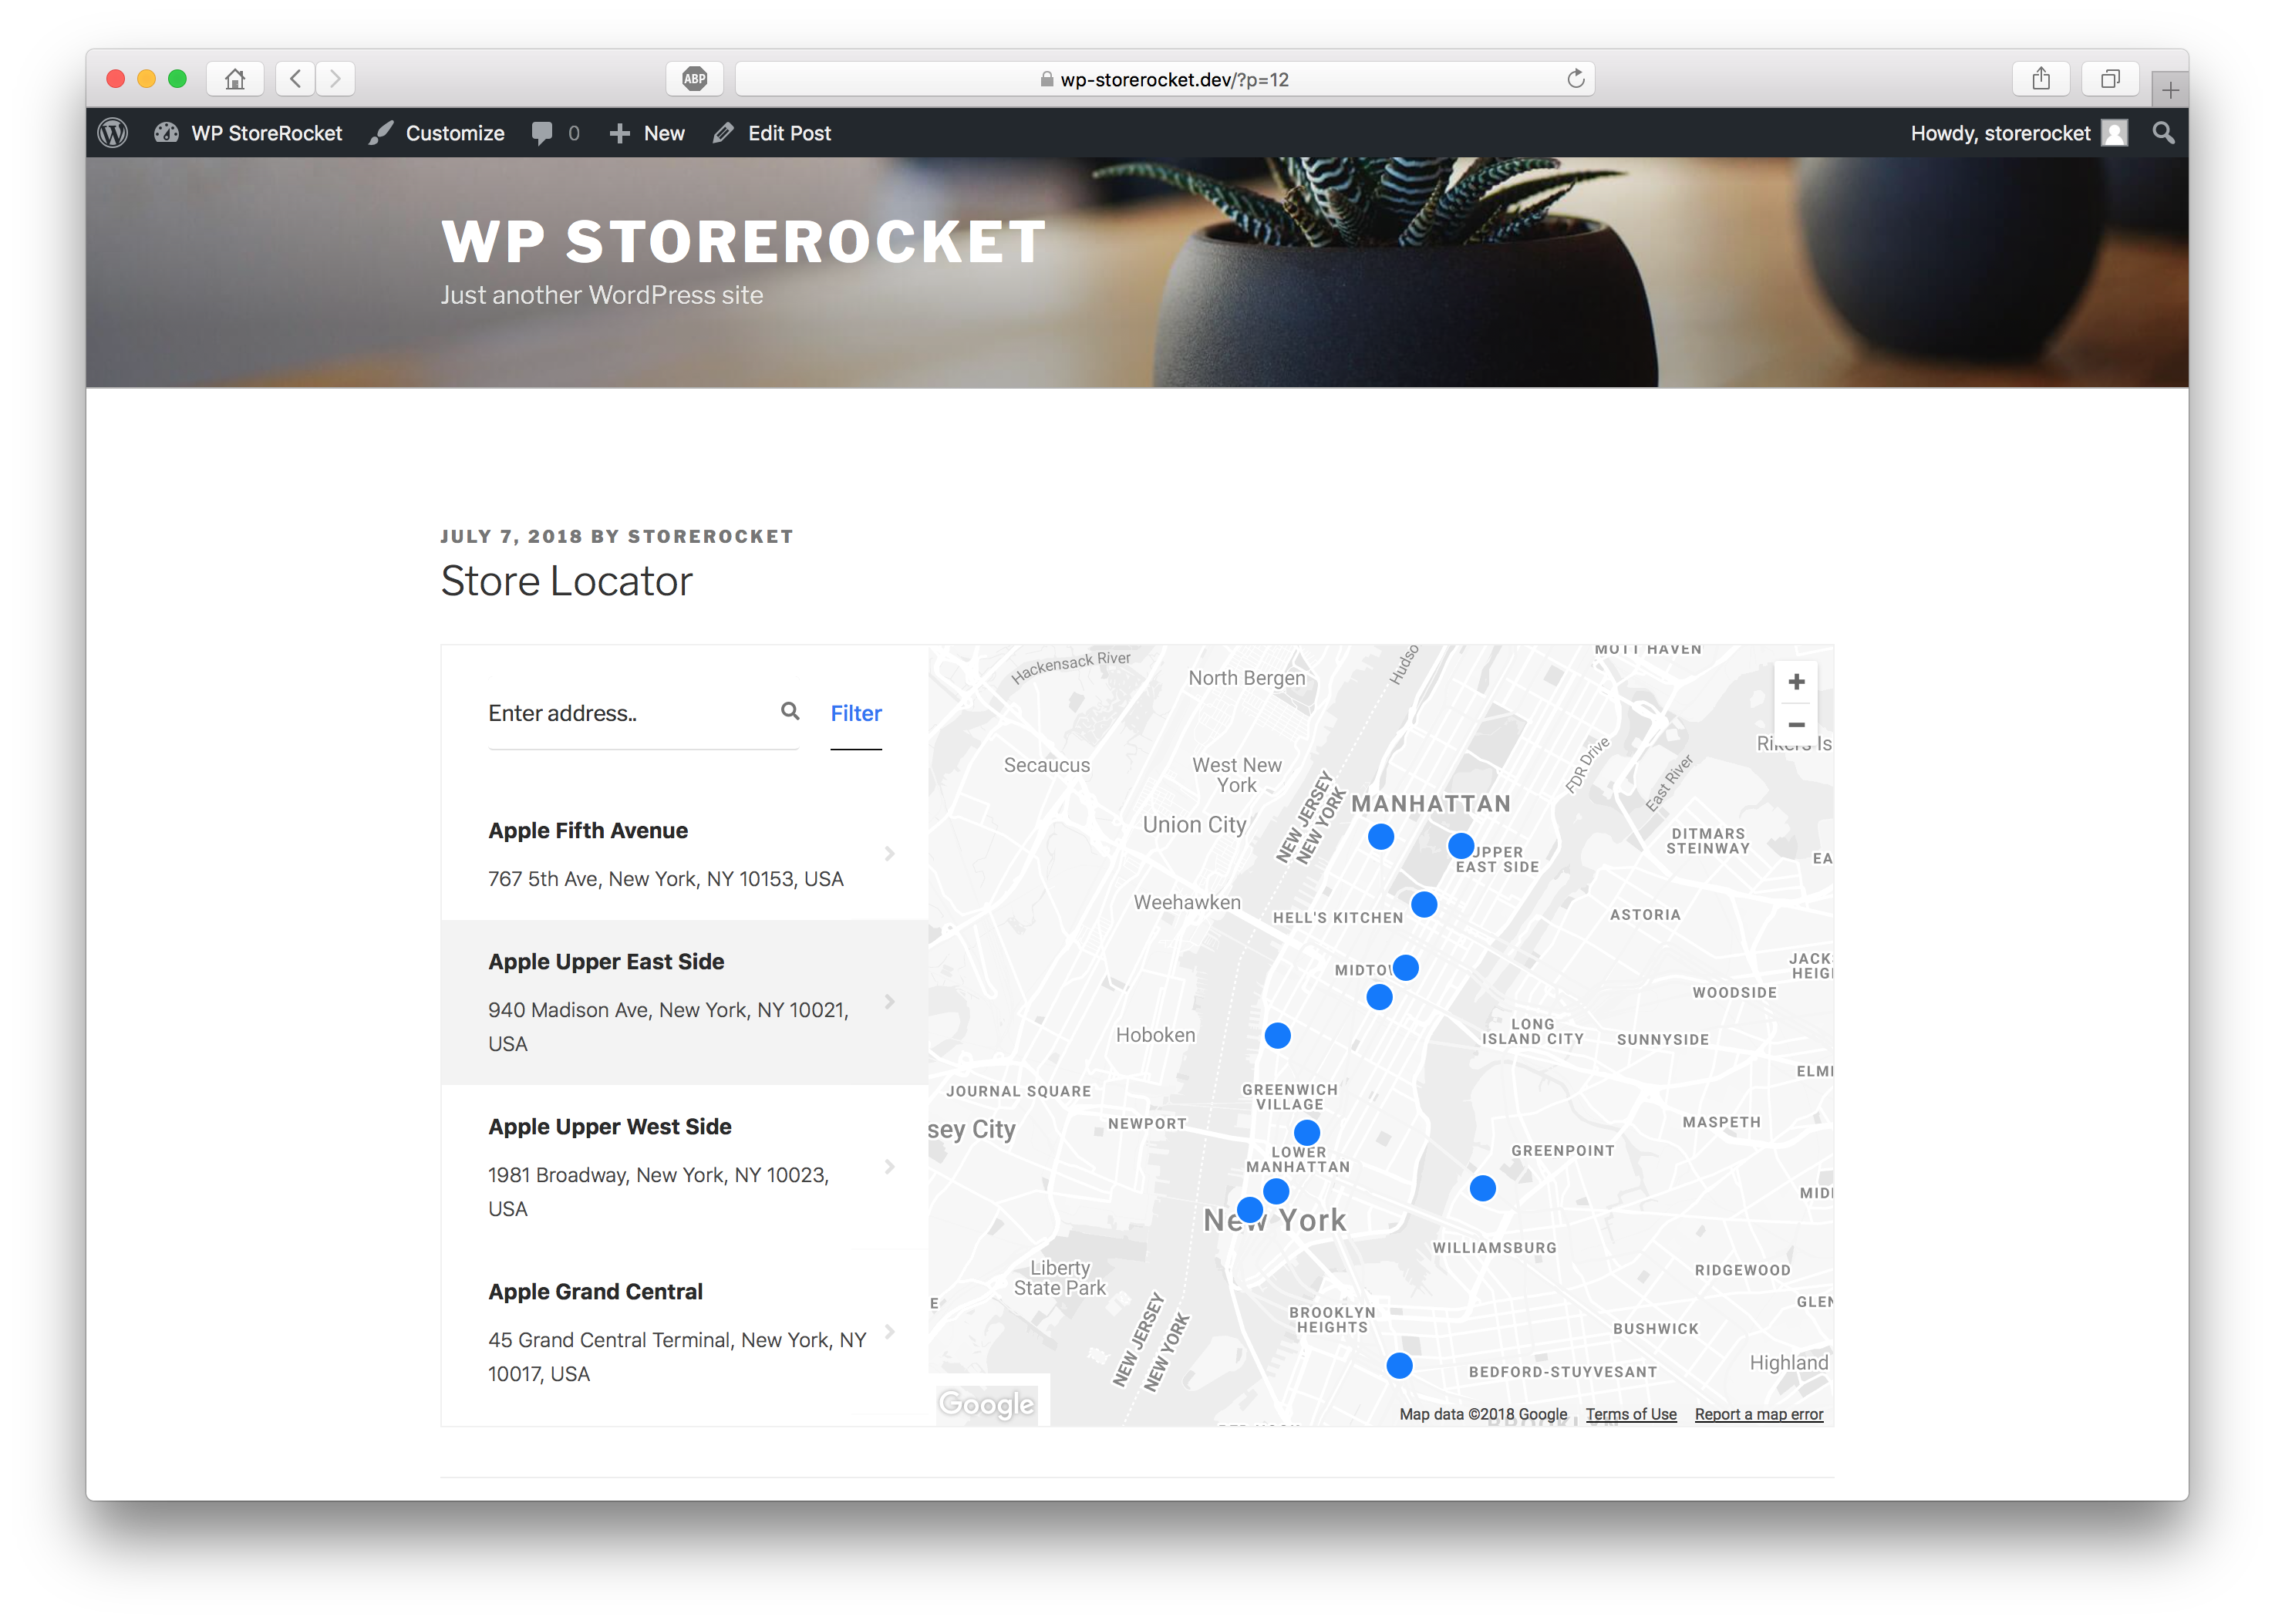 ABP
wp-storerocket.dev/?p=12
WP StoreRocket
Customize
0
New
Edit Post
Howdy, storerocket
WP STOREROCKET
Just another WordPress site
JULY 7, 2018 BY STOREROCKET
Store Locator
Enter address..
Filter
Apple Fifth Avenue
767 5th Ave, New York, NY 10153, USA
Apple Upper East Side
940 Madison Ave, New York, NY 10021,
USA
Apple Upper West Side
1981 Broadway, New York, NY 10023,
USA
Apple Grand Central
45 Grand Central Terminal, New York, NY
10017, USA
Hackensack River
North Bergen
Hudso
MOTT HAVEN
Secaucus
West New
York
FDR Drive
East River
NEW JERSEY
NEW YORK
MANHATTAN
Union City
UPPER
EAST SIDE
DITMARS
STEINWAY
EA
Weehawken
HELL'S KITCHEN
ASTORIA
MIDTO
JACK
HEIG
WOODSIDE
Hoboken
LONG
ISLAND CITY
SUNNYSIDE
ELM
JOURNAL SQUARE
GREENWICH
VILLAGE
sey City
NEWPORT
MASPETH
LOWER
MANHATTAN
GREENPOINT
MID
New York
WILLIAMSBURG
Liberty
State Park
RIDGEWOOD
E
NEW JERSEY
NEW YORK
BROOKLYN
HEIGHTS
GLEN
BUSHWICK
Highland
BEDFORD-STUYVESANT
Google
Map data ©2018 Google
Terms of Use
Report a map error